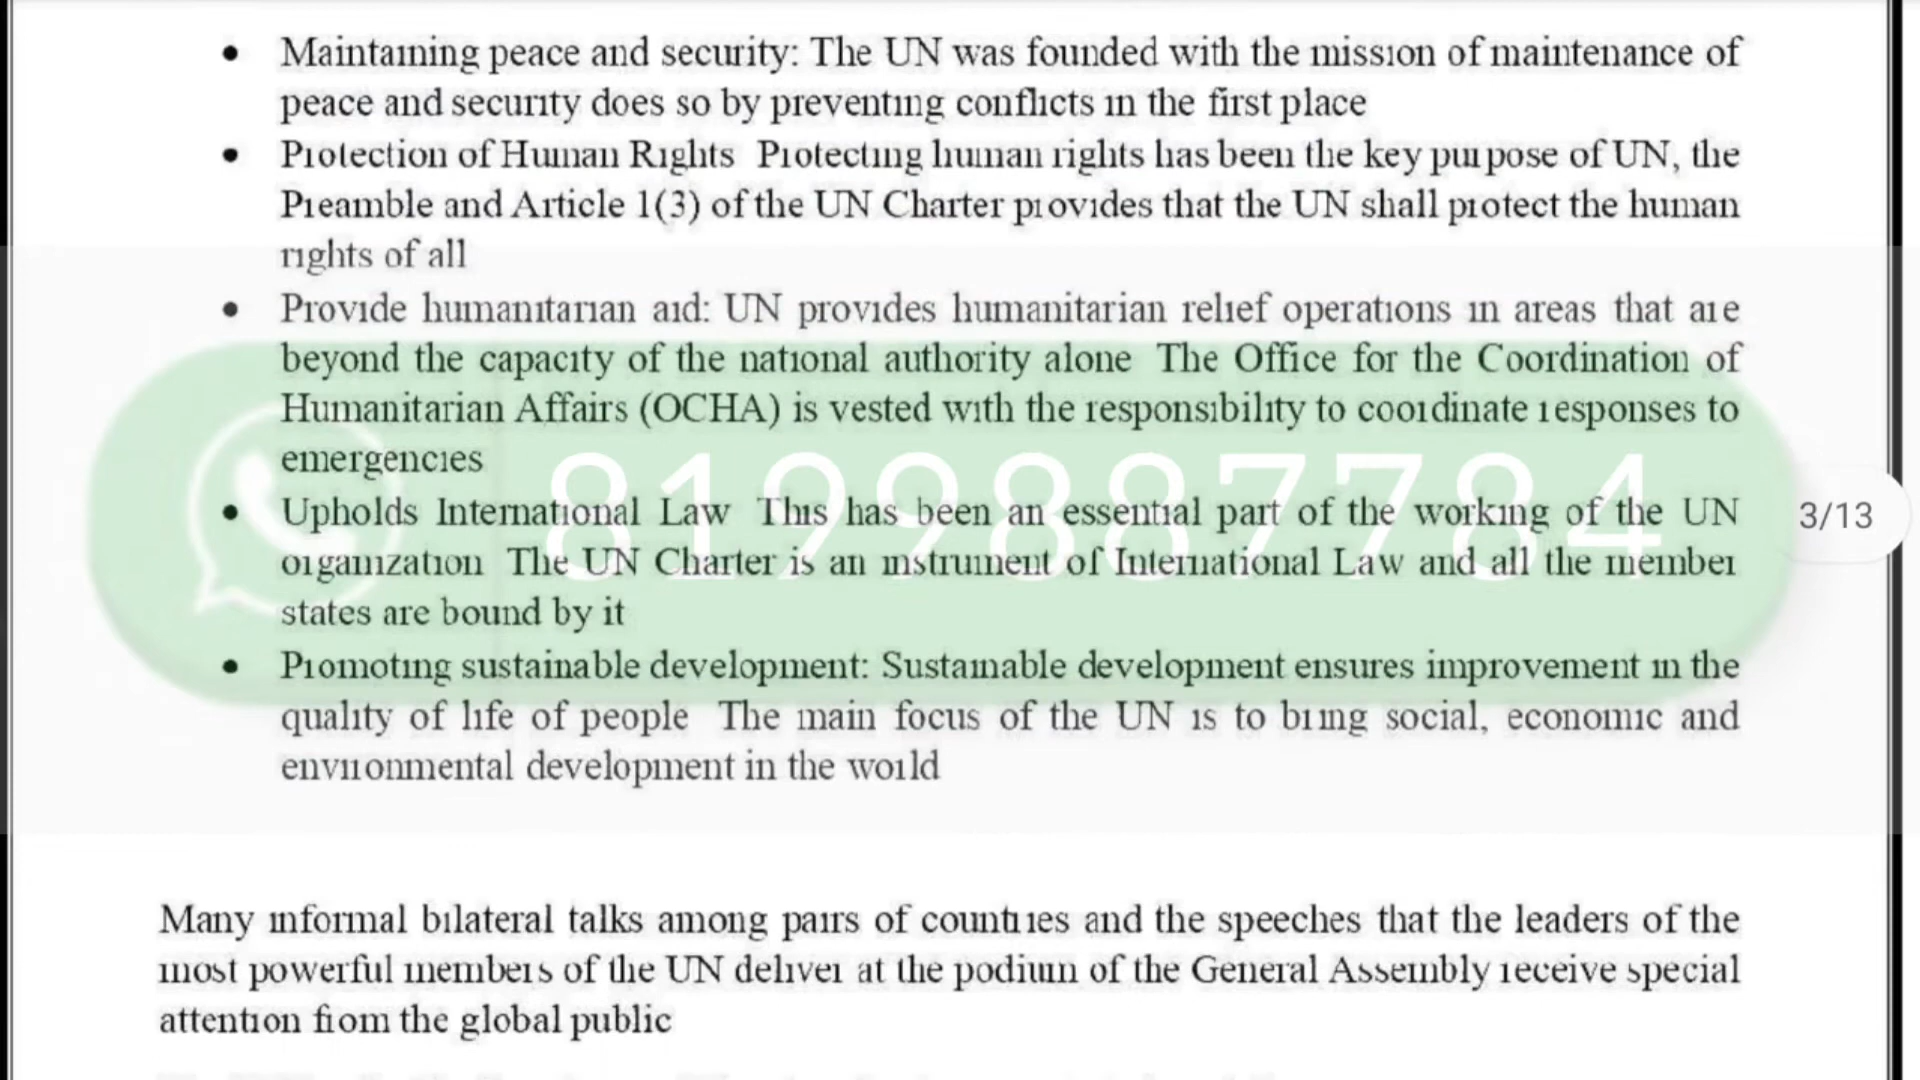 • Maintaining peace and security: The UN was founded with the mission of maintenance of
peace and security does so by preventing conflicts in the first place
• Protection of Human Rights Protecting human rights has been the key purpose of UN, the
Preamble and Article 1(3) of the UN Charter provides that the UN shall protect the human
rights of all
• Provide humanitarian aid: UN provides humanitarian relief operations in areas that are
beyond the capacity of the national authority alone The Office for the Coordination of
Humanitarian Affairs (OCHA) is vested with the responsibility to coordinate responses to
emergencies
8199887784
• Upholds International Law This has been an essential part of the working of the UN
3/13
organization The UN Charter is an instrument of International Law and all the member
states are bound by it
• Promoting sustainable development: Sustainable development ensures improvement in the
quality of life of people The main focus of the UN is to bring social, economic and
environmental development in the world
Many informal bilateral talks among pairs of countries and the speeches that the leaders of the
most powerful members of the UN deliver at the podium of the General Assembly receive special
attention from the global public